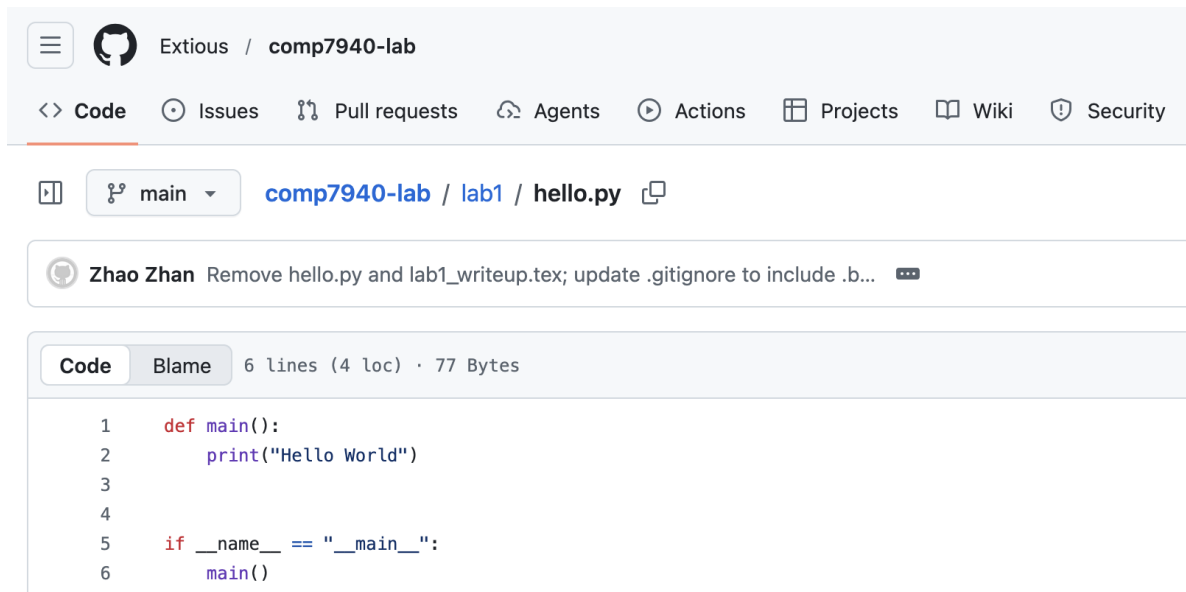 Extious / comp7940-lab
Code Issues Pull requests Agents Actions Projects Wiki Security
main comp7940-lab / lab1 / hello.py
Zhao Zhan Remove hello.py and lab1_writeup.tex; update .gitignore to include .b...
Code Blame 6 lines (4 loc) · 77 Bytes
1 def main():
2     print("Hello World")
3
4
5 if __name__ == "__main__":
6     main()